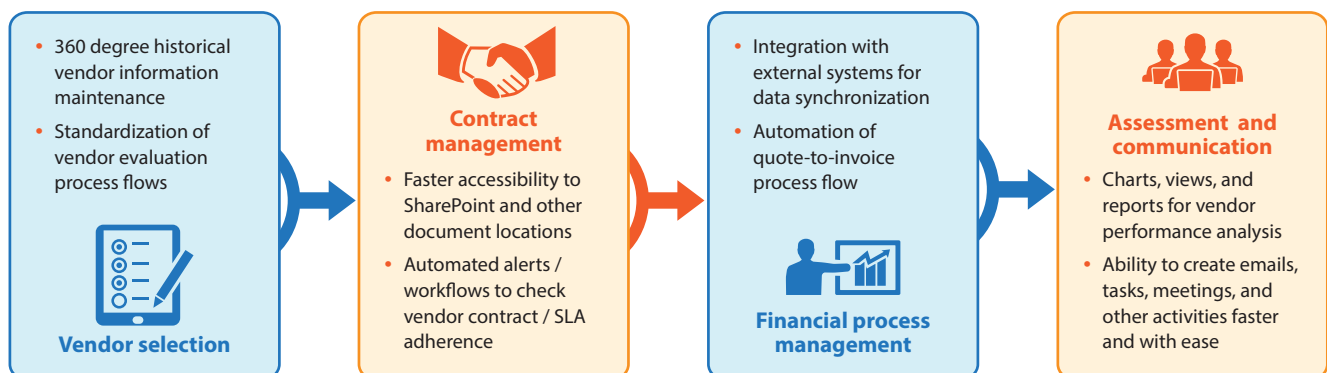 • 360 degree historical
vendor information
maintenance
• Standardization of
vendor evaluation
process flows
Vendor selection
Contract
management
• Faster accessibility to
SharePoint and other
document locations
• Automated alerts /
workflows to check
vendor contract / SLA
adherence
• Integration with
external systems for
data synchronization
• Automation of
quote-to-invoice
process flow
Financial process
management
Assessment and
communication
• Charts, views, and
reports for vendor
performance analysis
• Ability to create emails,
tasks, meetings, and
other activities faster
and with ease